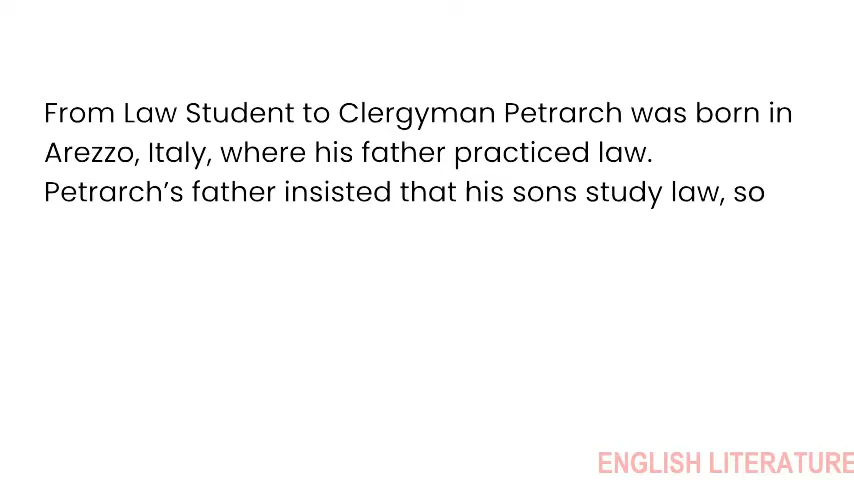 From Law Student to Clergyman Petrarch was born in
Arezzo, Italy, where his father practiced law.
Petrarch’s father insisted that his sons study law, so
ENGLISH LITERATURE